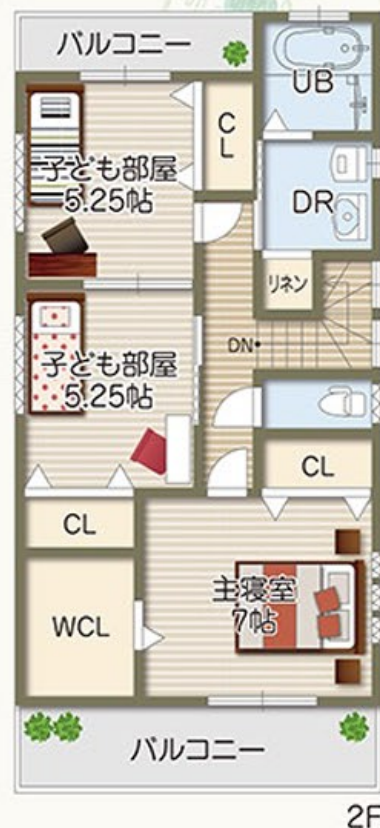 バルコニー
UB
C
L
子ども部屋
5.25帖
DR
リネン
DN
子ども部屋
5.25帖
CL
CL
主寝室
7帖
WCL
バルコニー
2F